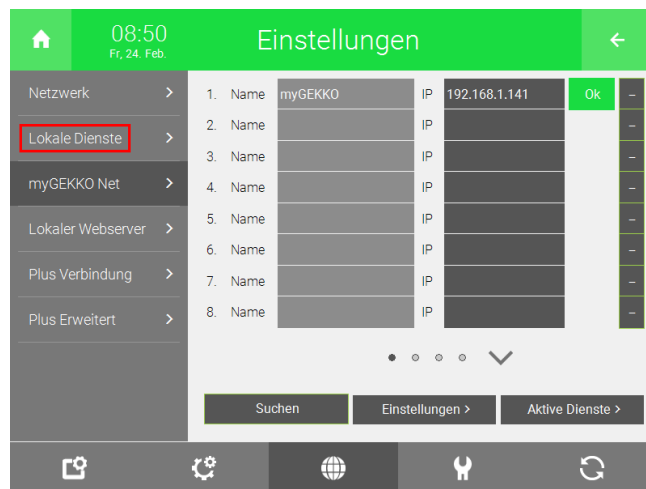 08:50
Fr, 24. Feb.
Einstellungen
Netzwerk
Lokale Dienste
myGEKKO Net
Lokaler Webserver
Plus Verbindung
Plus Erweitert
1. Name myGEKKO IP 192.168.1.141 Ok –
2. Name IP –
3. Name IP –
4. Name IP –
5. Name IP –
6. Name IP –
7. Name IP –
8. Name IP –
Suchen Einstellungen > Aktive Dienste >